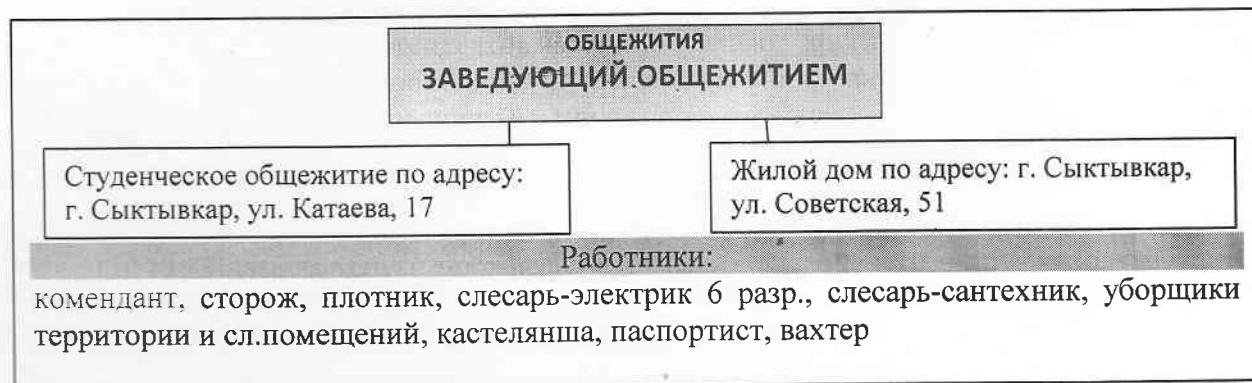 ОБЩЕЖИТИЯ
ЗАВЕДУЮЩИЙ ОБЩЕЖИТИЕМ
Студенческое общежитие по адресу:
г. Сыктывкар, ул. Катаева, 17
Жилой дом по адресу: г. Сыктывкар,
ул. Советская, 51
Работники:
комендант, сторож, плотник, слесарь-электрик 6 разр., слесарь-сантехник, уборщики
территории и сл.помещений, кастелянша, паспортист, вахтер